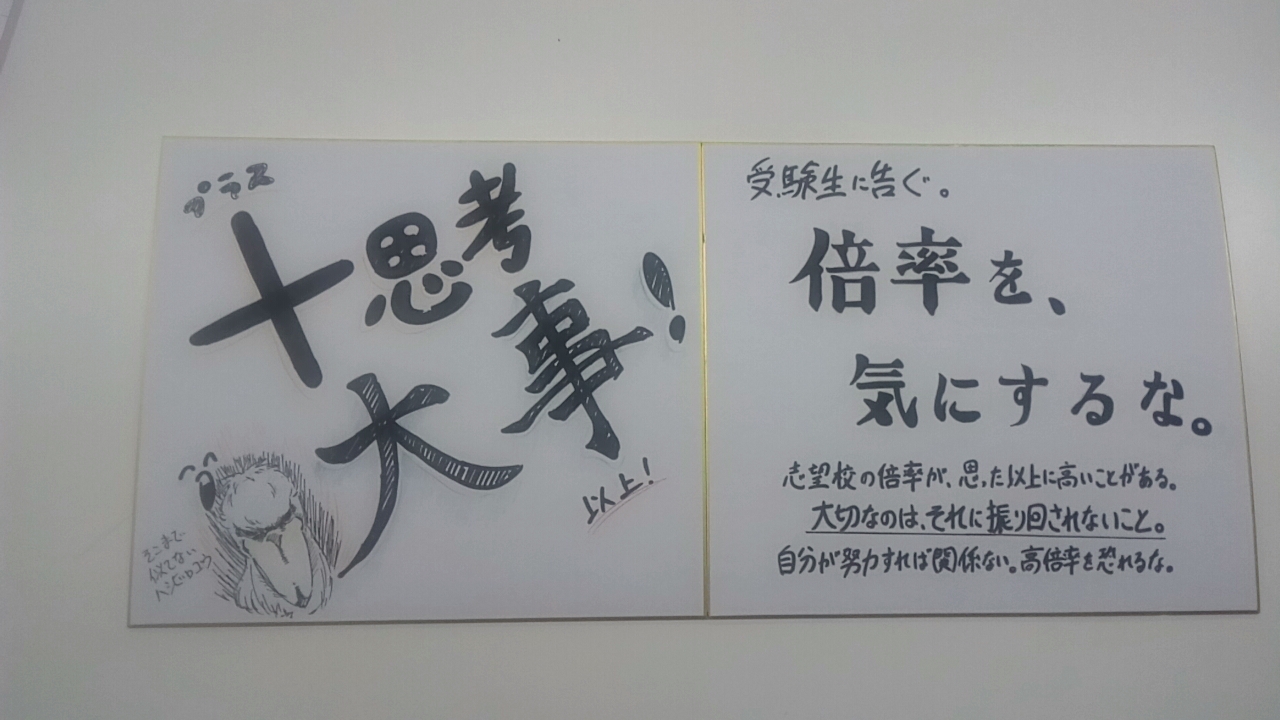 プラス
十思考
大事!
以上!
そこまで
似てない
ハシビロコウ
受験生に告ぐ。
倍率を、
気にするな。
志望校の倍率が、思った以上に高いことがある。
大切なのは、それに振り回されないこと。
自分が努力すれば関係ない。高倍率を恐れるな。